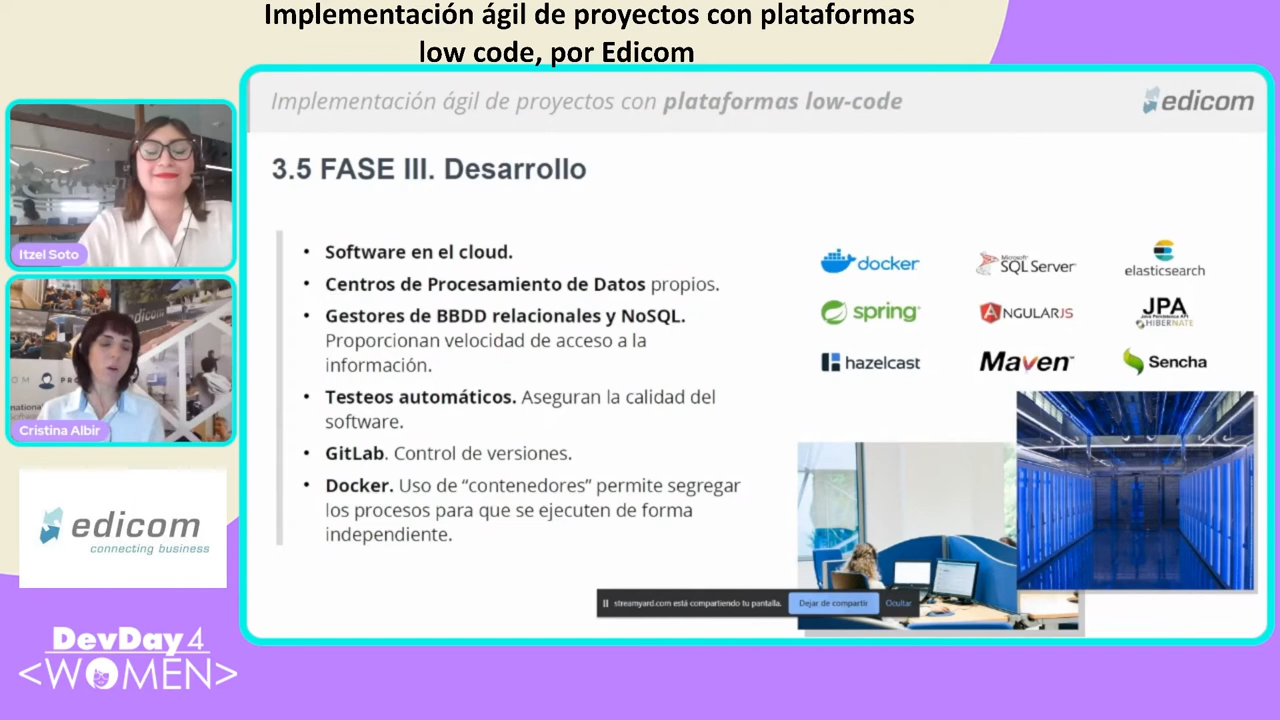 Implementación ágil de proyectos con plataformas
low code, por Edicom
Implementación ágil de proyectos con plataformas low-code
edicom
3.5 FASE III. Desarrollo
• Software en el cloud.
• Centros de Procesamiento de Datos propios.
• Gestores de BBDD relacionales y NoSQL.
Proporcionan velocidad de acceso a la
información.
• Testeos automáticos. Aseguran la calidad del
software.
• GitLab. Control de versiones.
• Docker. Uso de “contenedores” permite segregar
los procesos para que se ejecuten de forma
independiente.
docker
Microsoft
SQL Server
elasticsearch
spring
ANGULARJS
JPA
Java Persistence API
HIBERNATE
hazelcast
Maven
Sencha
streamyard.com está compartiendo tu pantalla.
Dejar de compartir
Ocultar
Itzel Soto
edicom
Cristina Albir
edicom
connecting business
DevDay4
<WOMEN>